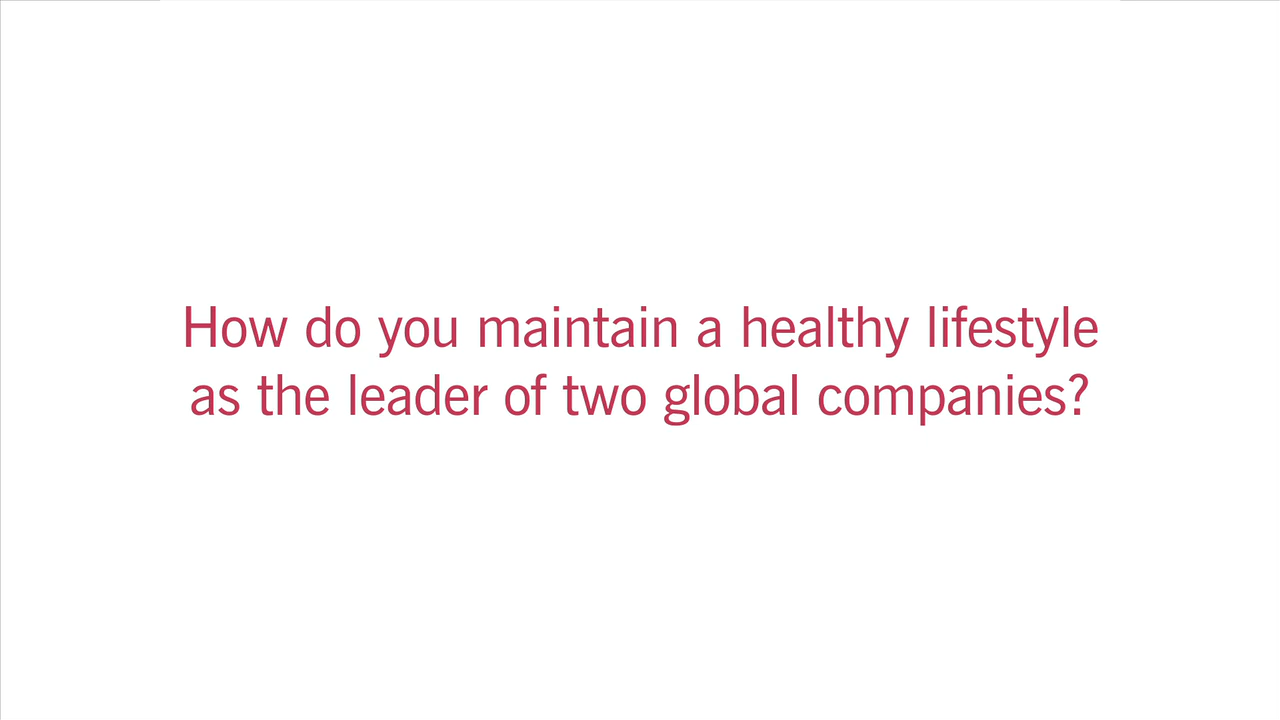 How do you maintain a healthy lifestyle
as the leader of two global companies?